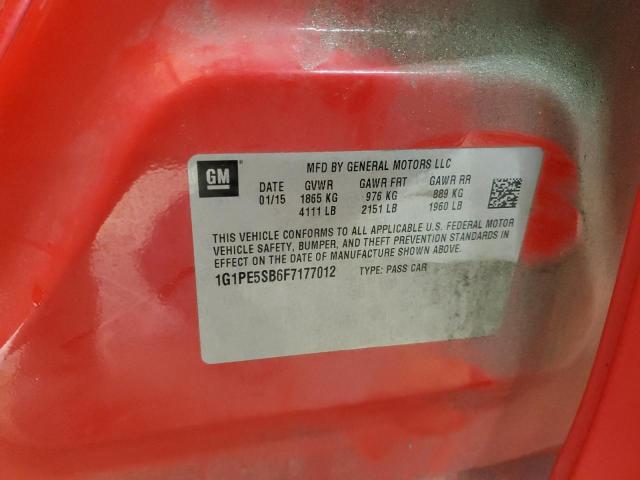 GM
MFD BY GENERAL MOTORS LLC
DATE GVWR GAWR FRT GAWR RR
01/15 1865 KG 976 KG 889 KG
4111 LB 2151 LB 1960 LB
THIS VEHICLE CONFORMS TO ALL APPLICABLE U.S. FEDERAL MOTOR
VEHICLE SAFETY, BUMPER, AND THEFT PREVENTION STANDARDS IN
EFFECT ON THE DATE OF MANUFACTURE SHOWN ABOVE.
1G1PE5SB6F7177012 TYPE: PASS CAR